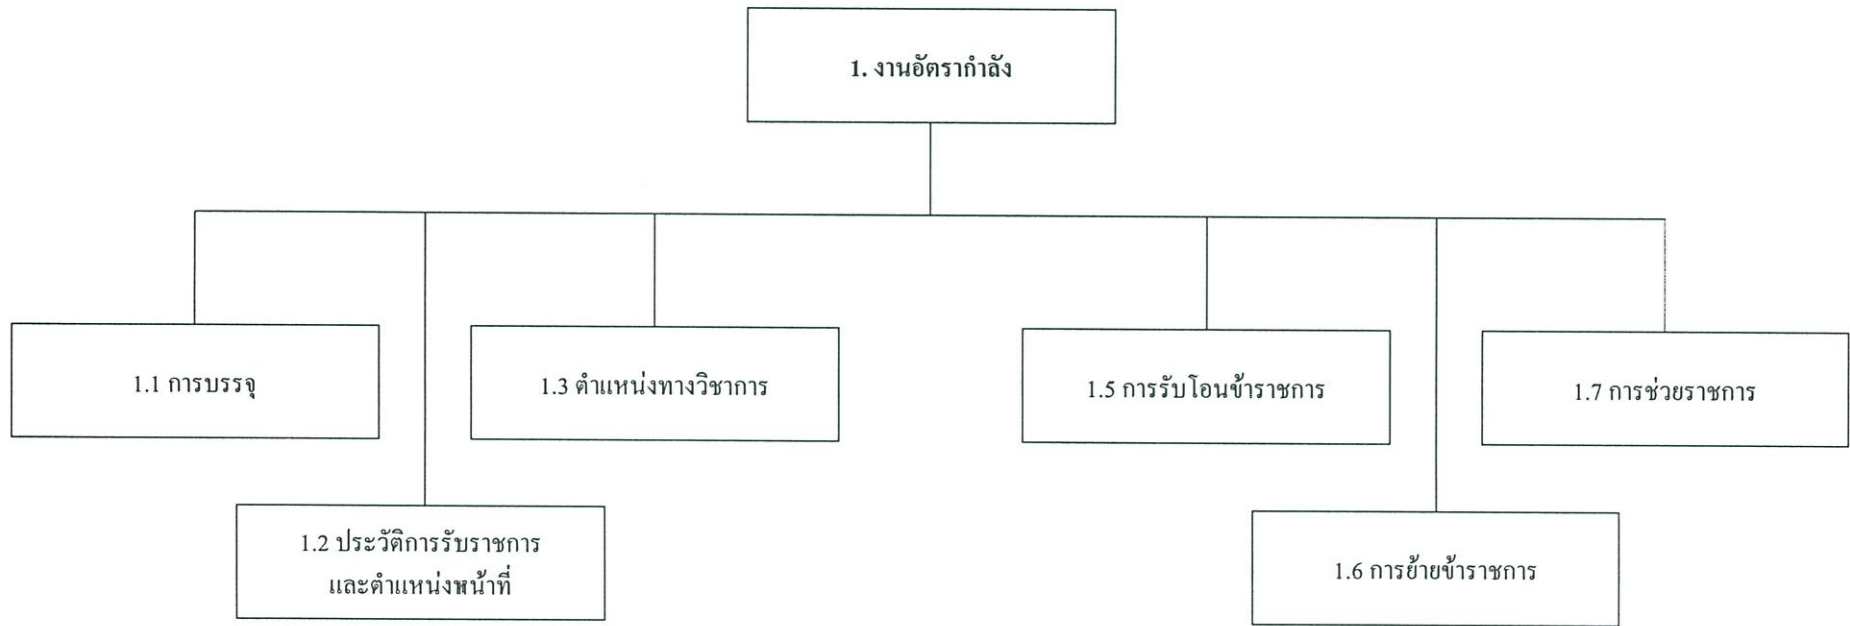 1. งานอัตรากำลัง
1.1 การบรรจุ
1.2 ประวัติการรับราชการ
และตำแหน่งหน้าที่
1.3 ตำแหน่งทางวิชาการ
1.5 การรับโอนข้าราชการ
1.6 การย้ายข้าราชการ
1.7 การช่วยราชการ